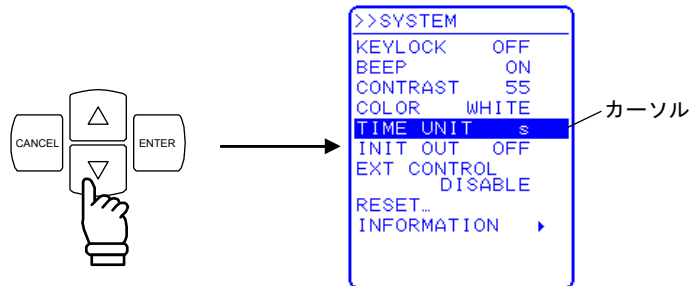 CANCEL
△
ENTER
▽
>>SYSTEM
KEYLOCK OFF
BEEP ON
CONTRAST 55
COLOR WHITE
TIME UNIT s
INIT OUT OFF
EXT CONTROL
DISABLE
RESET…
INFORMATION ▶
カーソル